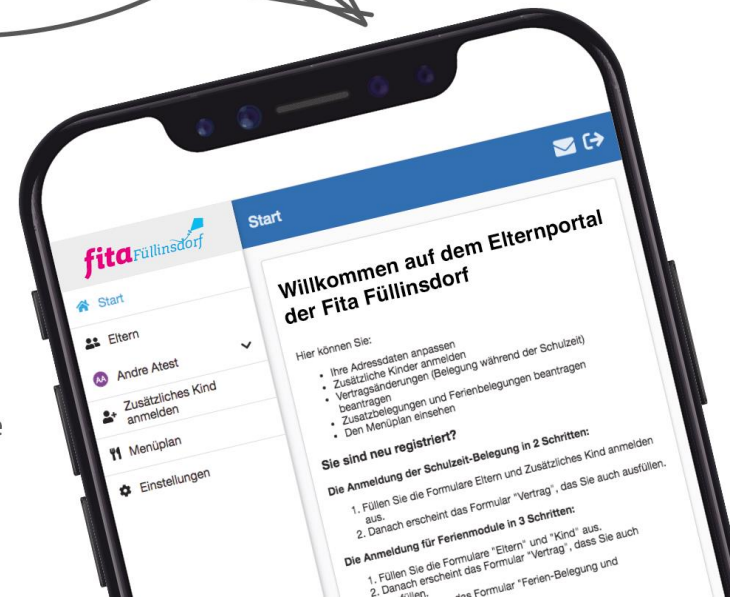 fita Füllinsdorf
Start
Eltern
AA Andre Atest
Zusätzliches Kind
anmelden
Menüplan
Einstellungen
Start
Willkommen auf dem Elternportal
der Fita Füllinsdorf
Hier können Sie:
• Ihre Adressdaten anpassen
• Zusätzliche Kinder anmelden
• Vertragsänderungen (Belegung während der Schulzeit)
beantragen
• Zusatzbelegungen und Ferienbelegungen beantragen
• Den Menüplan einsehen
Sie sind neu registriert?
Die Anmeldung der Schulzeit-Belegung in 2 Schritten:
1. Füllen Sie die Formulare Eltern und Zusätzliches Kind anmelden
aus.
2. Danach erscheint das Formular "Vertrag", das Sie auch ausfüllen.
Die Anmeldung für Ferienmodule in 3 Schritten:
1. Füllen Sie die Formulare "Eltern" und "Kind" aus.
2. Danach erscheint das Formular "Vertrag", dass Sie auch
Formular "Ferien-Belegung und